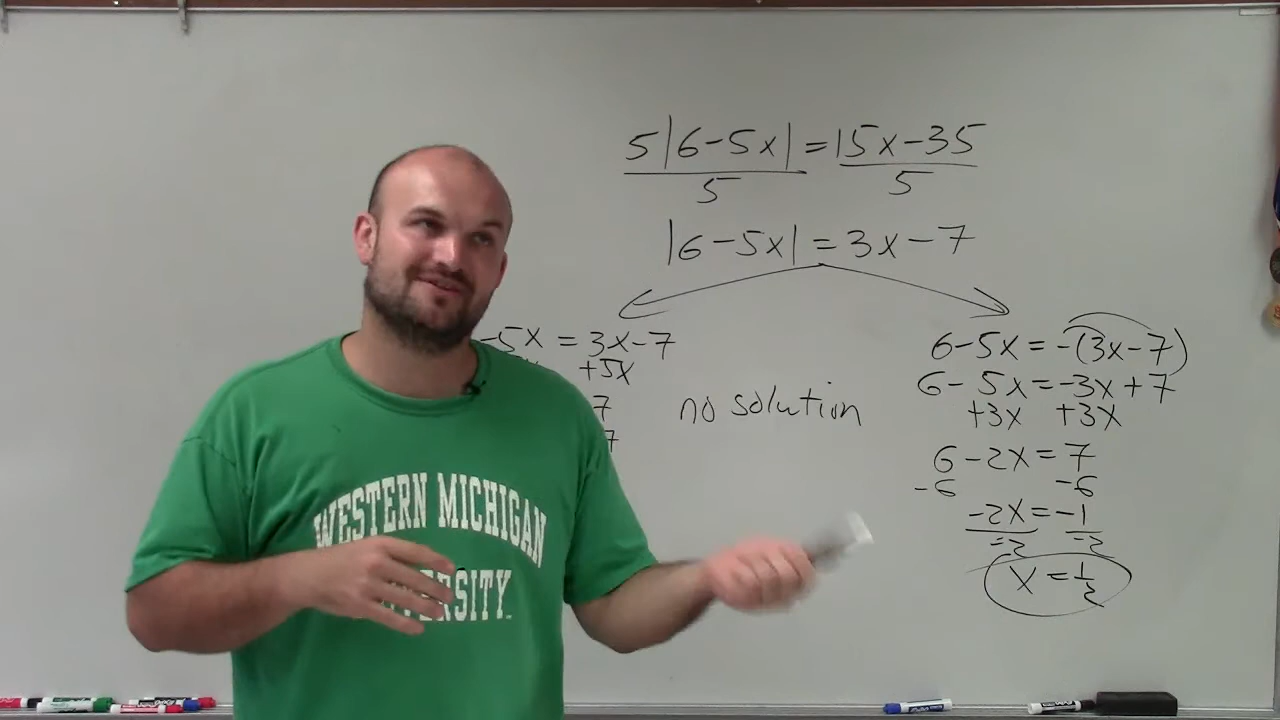 5|6-5x| = 15x-35
5 5
|6-5x| = 3x-7
-5x = 3x-7
+5x
7
7
no solution
6-5x = -(3x-7)
6-5x = -3x+7
+3x +3x
6-2x = 7
-6 -6
-2x = -1
-2 -2
x = 1/2
WESTERN MICHIGAN